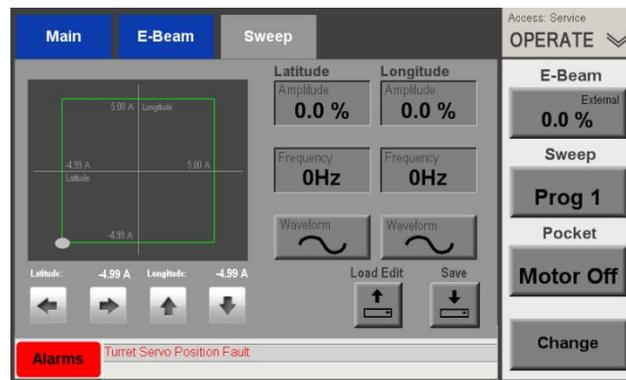 Main
E-Beam
Sweep
5.00 A Longitude
-4.99 A
Latitude
5.00 A
-4.99 A
Latitude: -4.99 A Longitude: -4.99 A
Latitude
Longitude
Amplitude
0.0 %
Amplitude
0.0 %
Frequency
0Hz
Frequency
0Hz
Waveform
Waveform
Load Edit
Save
Alarms
Turret Servo Position Fault
Access: Service
OPERATE
E-Beam
External
0.0 %
Sweep
Prog 1
Pocket
Motor Off
Change